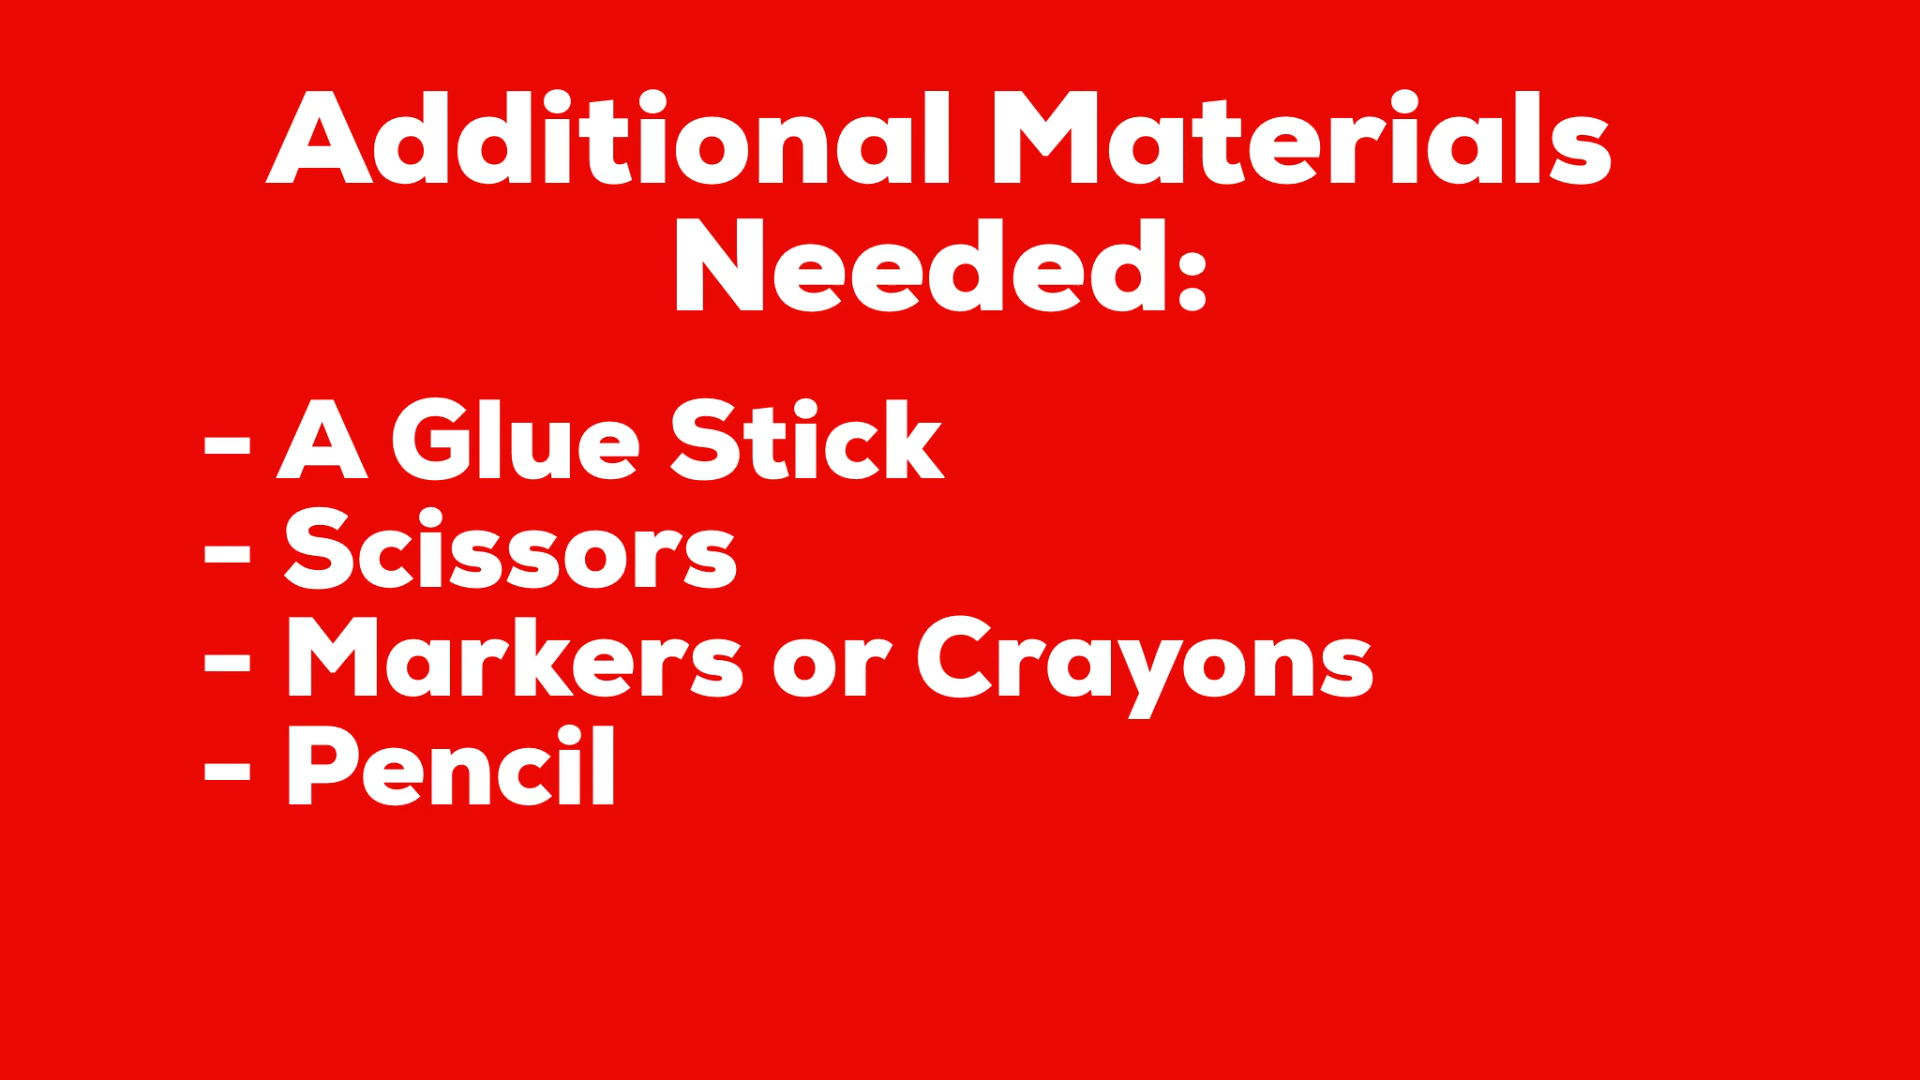 Additional Materials
Needed:
- A Glue Stick
- Scissors
- Markers or Crayons
- Pencil